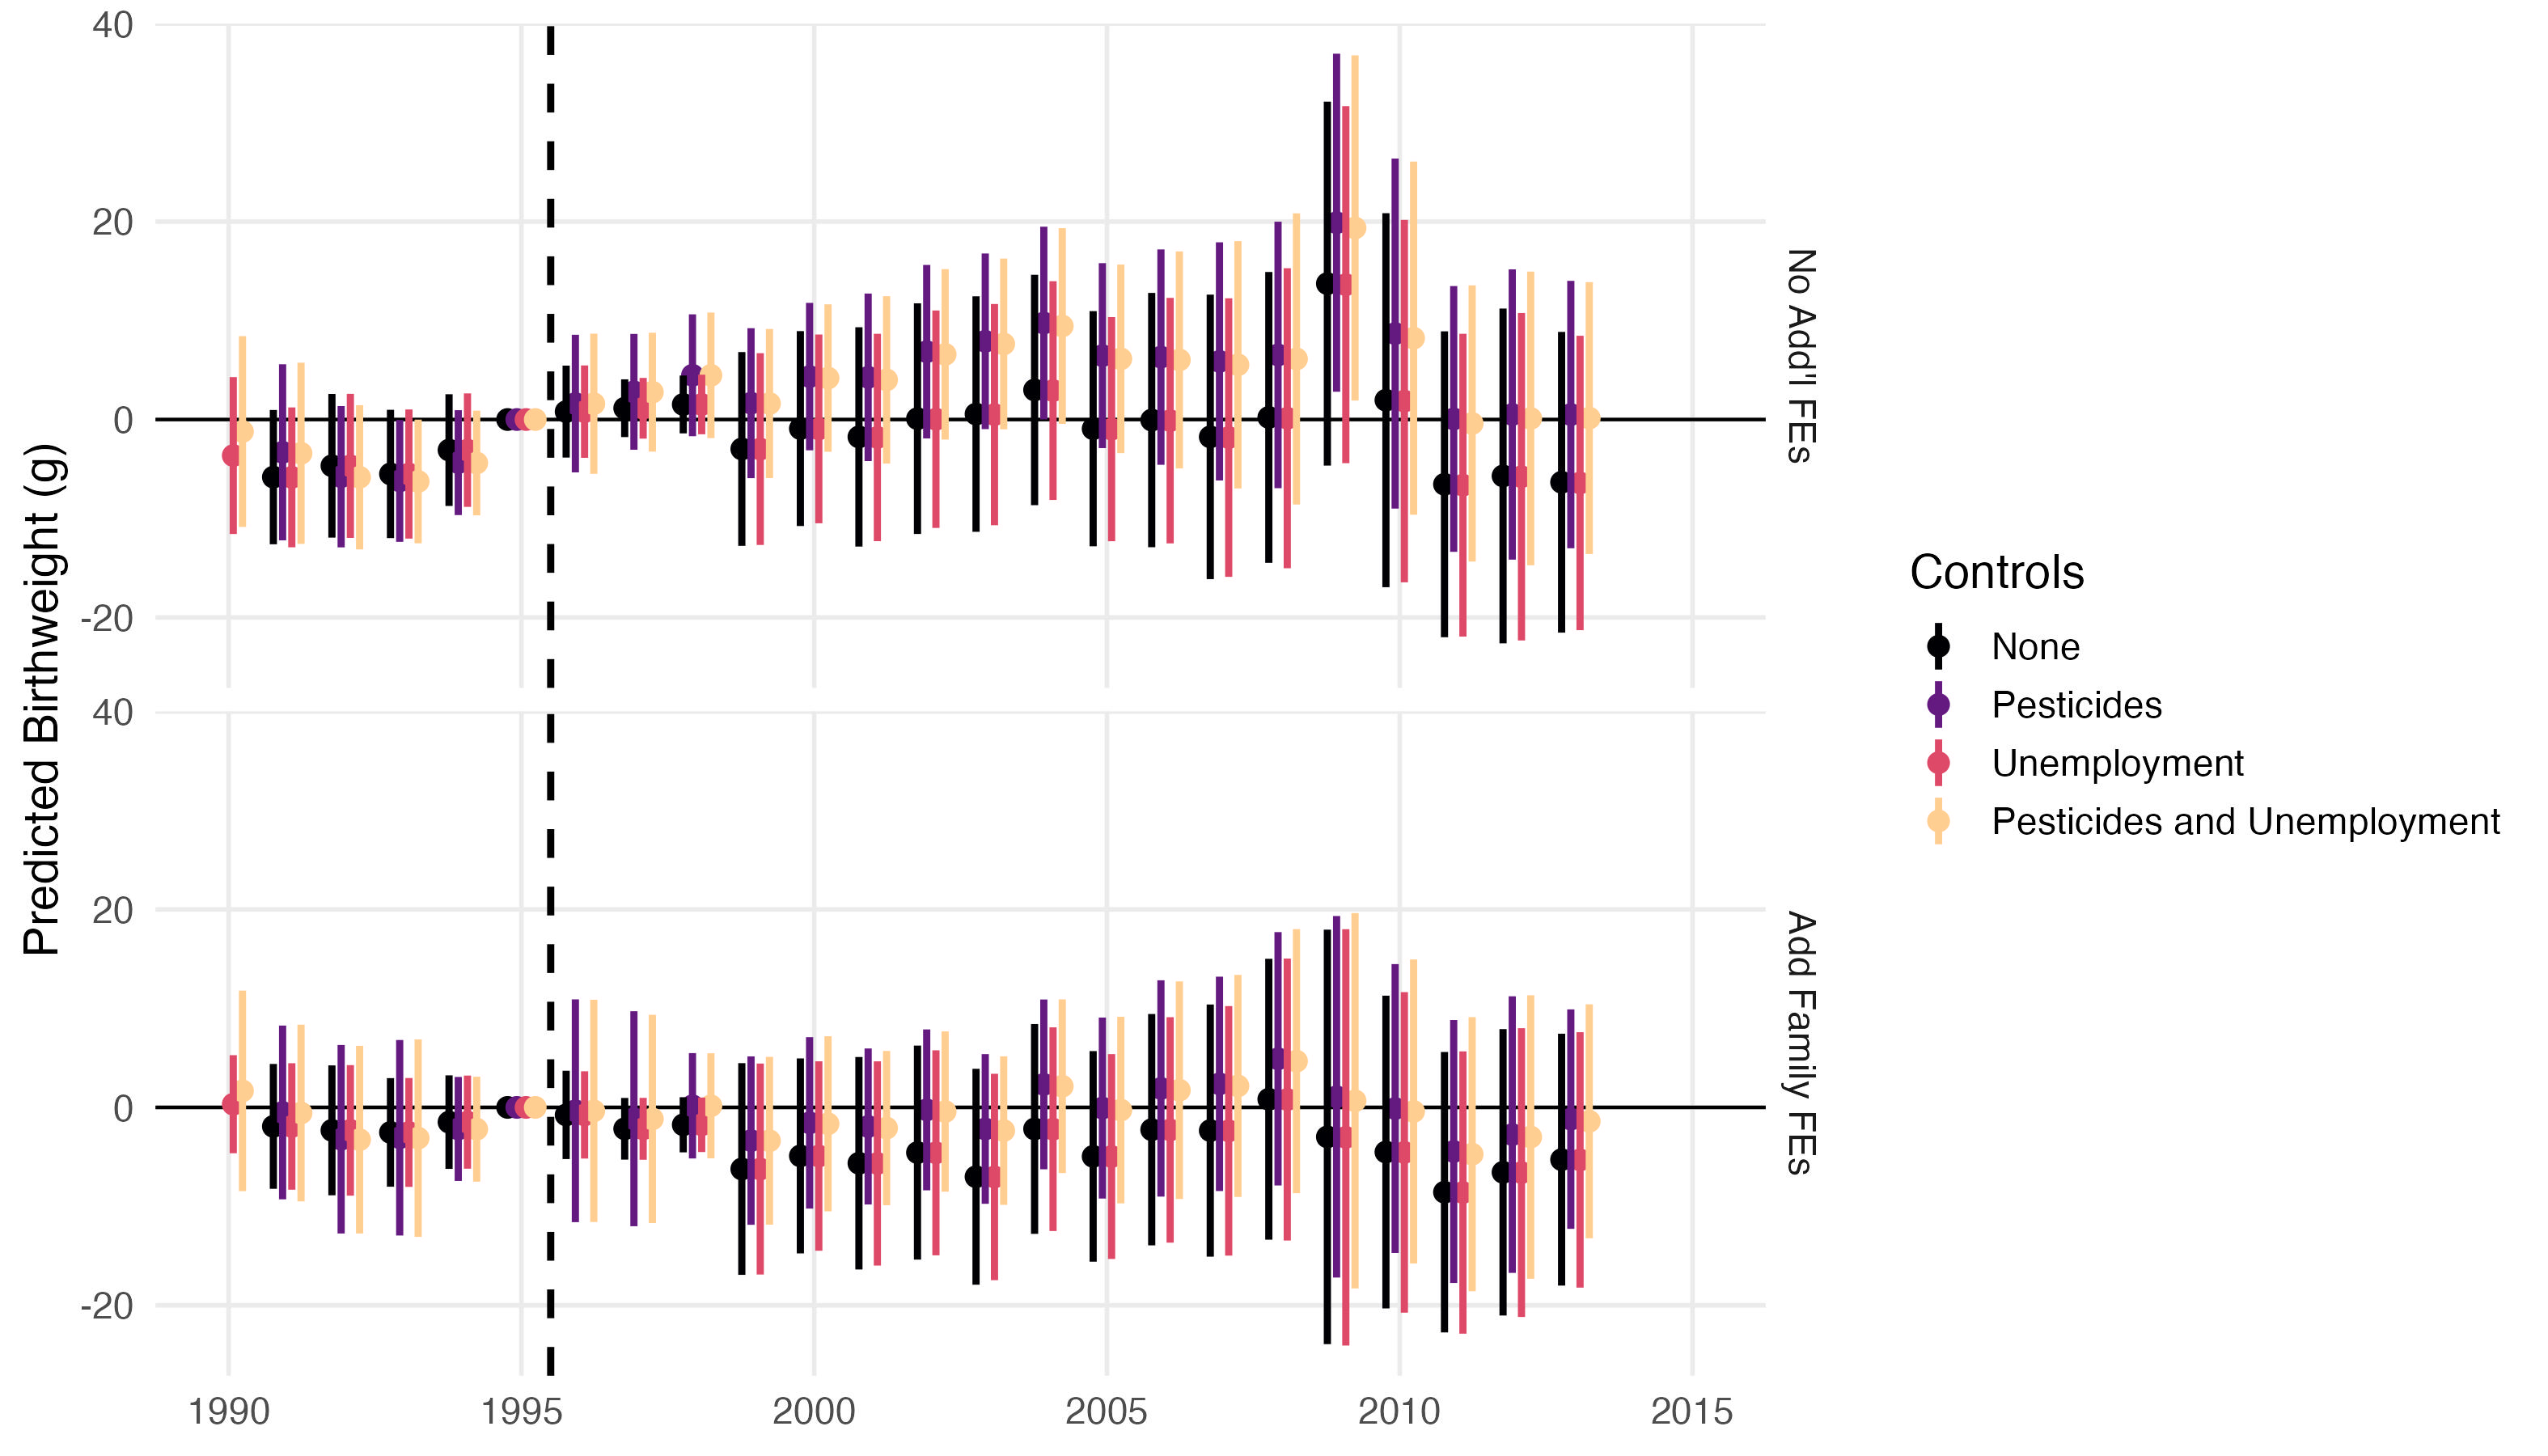 40
20
0
-20
No Add'l FEs
40
20
0
-20
Add Family FEs
1990 1995 2000 2005 2010 2015
Predicted Birthweight (g)
Controls
None
Pesticides
Unemployment
Pesticides and Unemployment